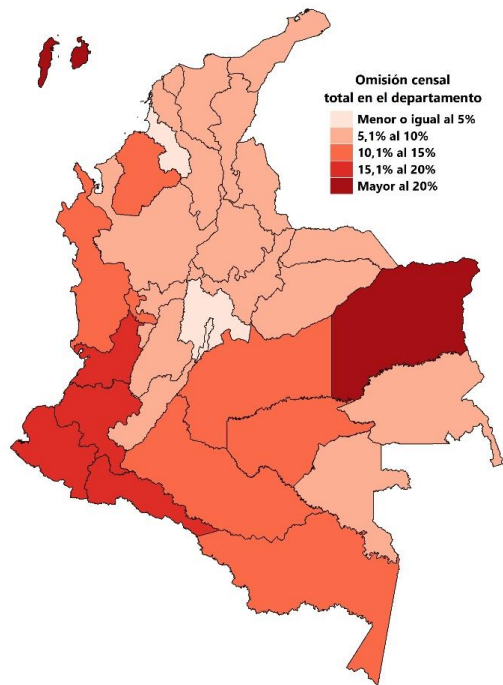 Omisión censal
total en el departamento
Menor o igual al 5%
5,1% al 10%
10,1% al 15%
15,1% al 20%
Mayor al 20%